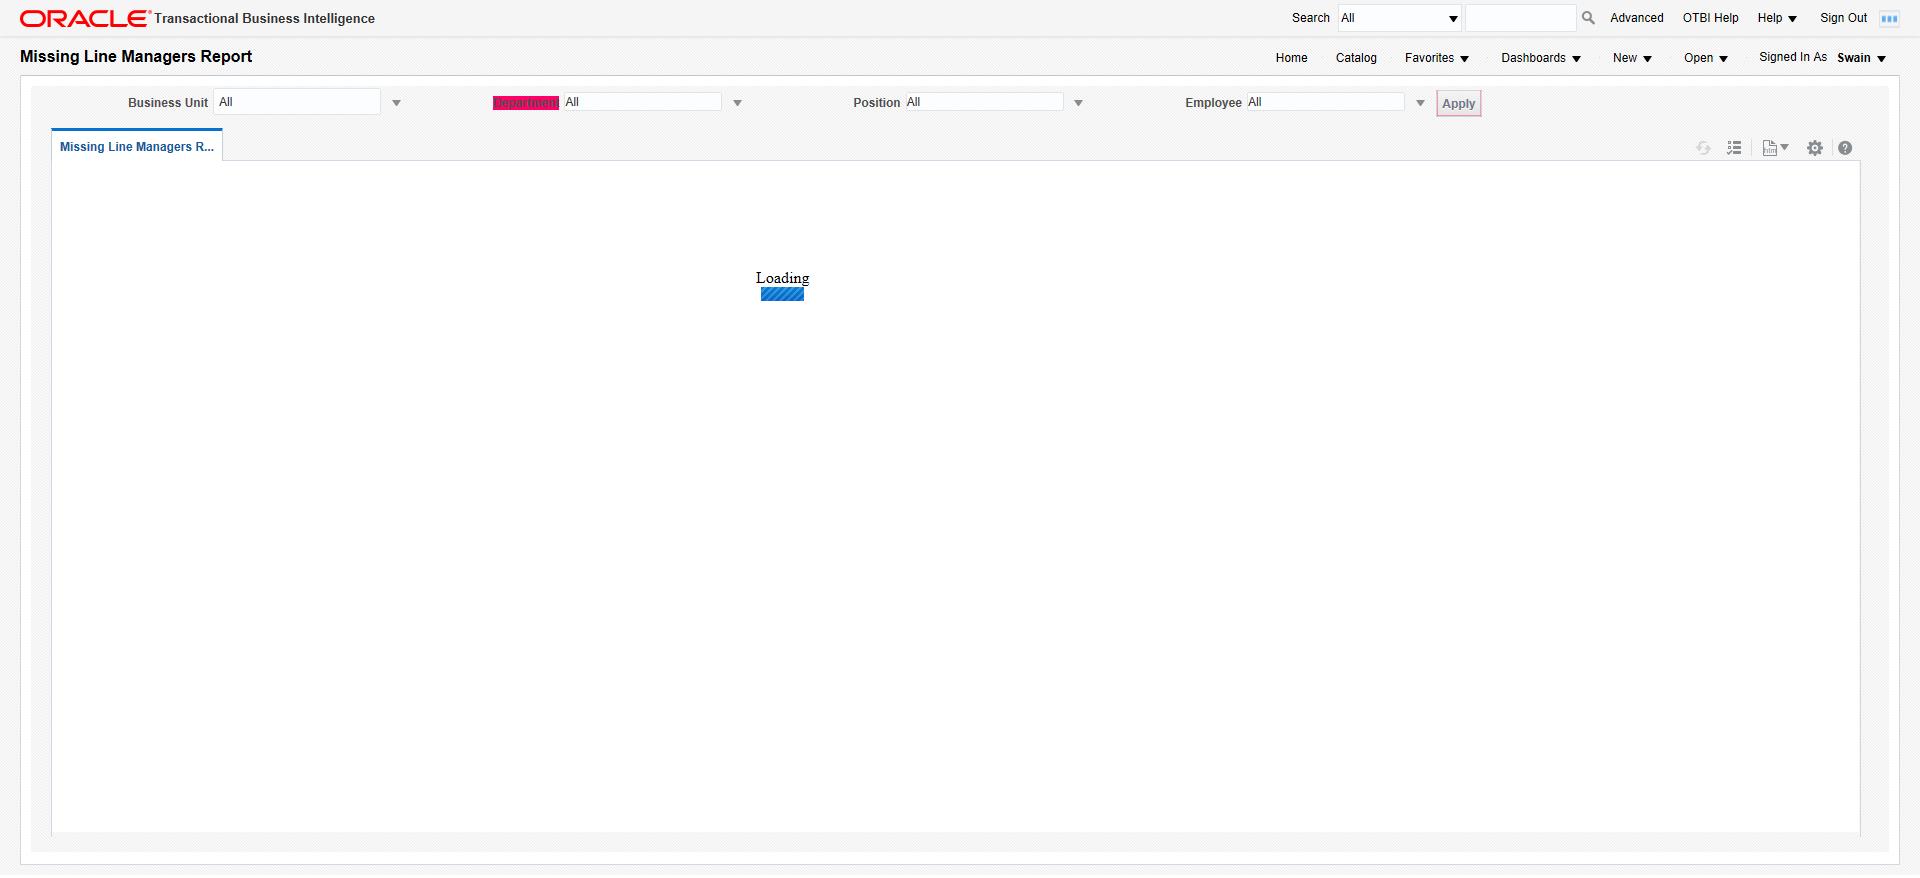 ORACLE Transactional Business Intelligence Search All Advanced OTBI Help Help Sign Out
Missing Line Managers Report Home Catalog Favorites Dashboards New Open Signed In As Swain
Business Unit All Department All Position All Employee All Apply
Missing Line Managers R...
Loading